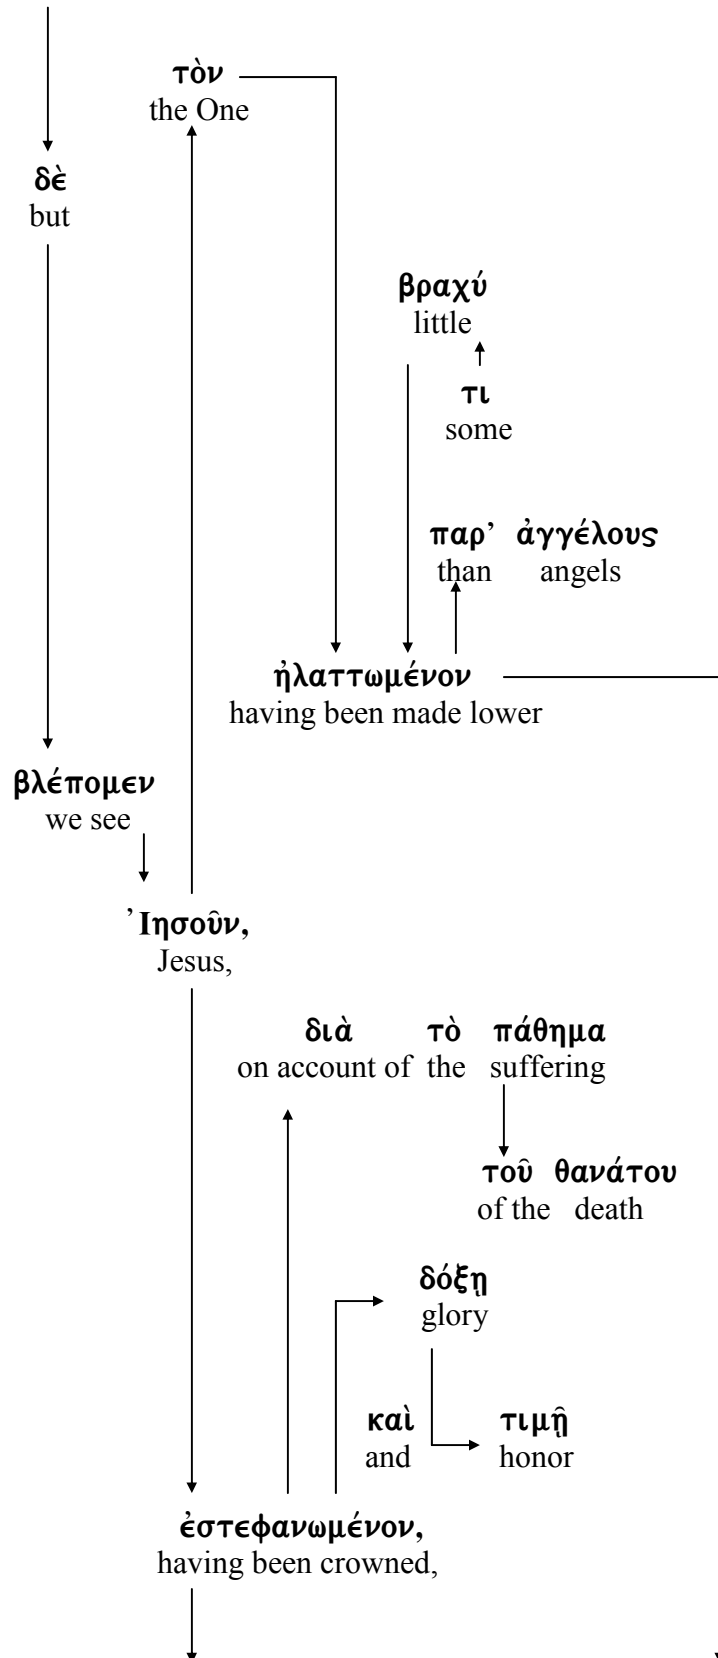 τὸν
the One
δὲ
but
βραχύ
little
τι
some
παρ’ ἀγγέλους
than angels
ἠλαττωμένον
having been made lower
βλέπομεν
we see
Ἰησοῦν,
Jesus,
διὰ τὸ πάθημα
on account of the suffering
τοῦ θανάτου
of the death
δόξῃ
glory
καὶ τιμῇ
and honor
ἐστεφανωμένον,
having been crowned,